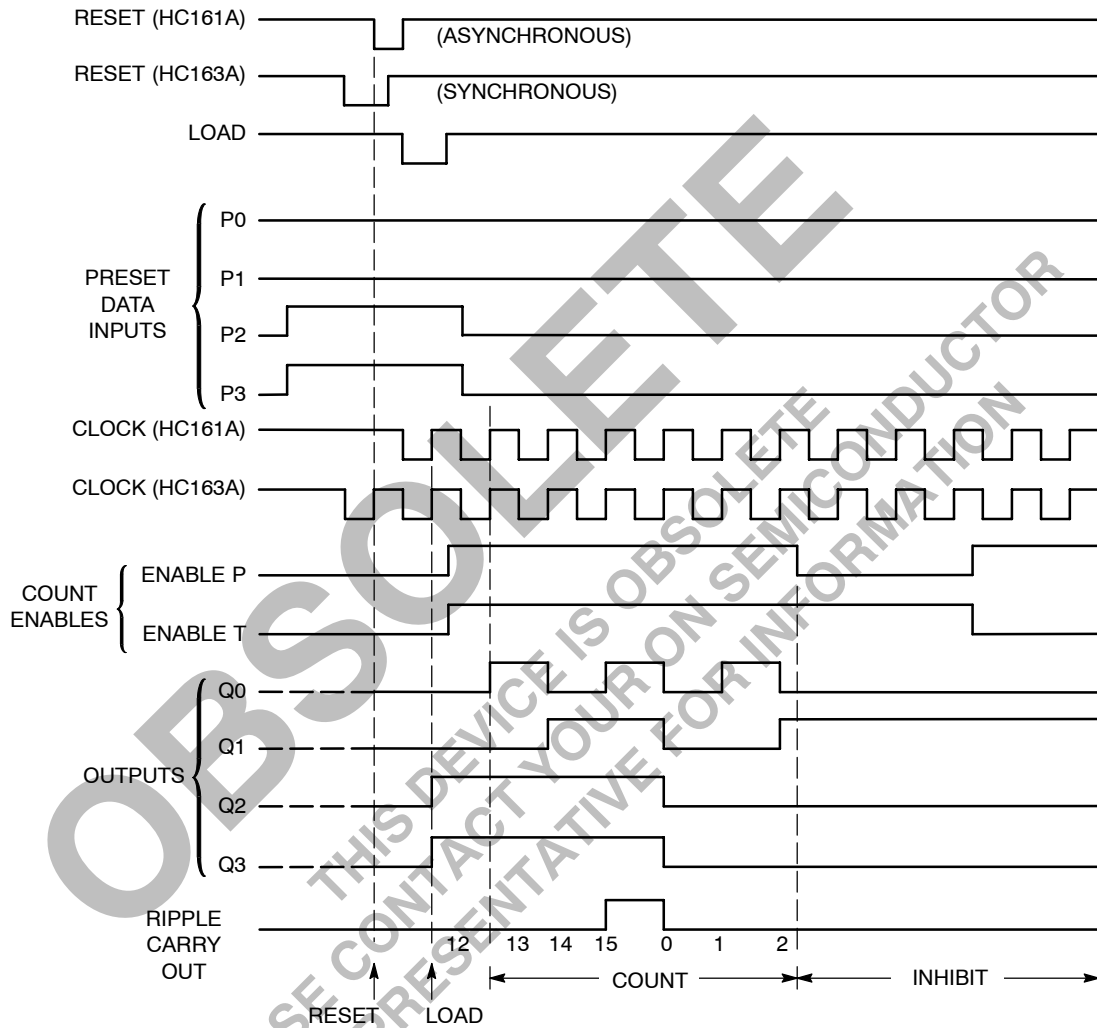 RESET (HC161A)
(ASYNCHRONOUS)
RESET (HC163A)
(SYNCHRONOUS)
LOAD
P0
P1
PRESET
DATA
INPUTS
P2
P3
CLOCK (HC161A)
CLOCK (HC163A)
ENABLE P
COUNT
ENABLES
ENABLE T
Q0
Q1
OUTPUTS
Q2
Q3
RIPPLE
CARRY
OUT
12 13 14 15 0 1 2
COUNT
INHIBIT
RESET
LOAD
OBSOLETE
THIS DEVICE IS OBSOLETE
SE CONTACT YOUR ON SEMICONDUCTOR
PRESENTATIVE FOR INFORMATION